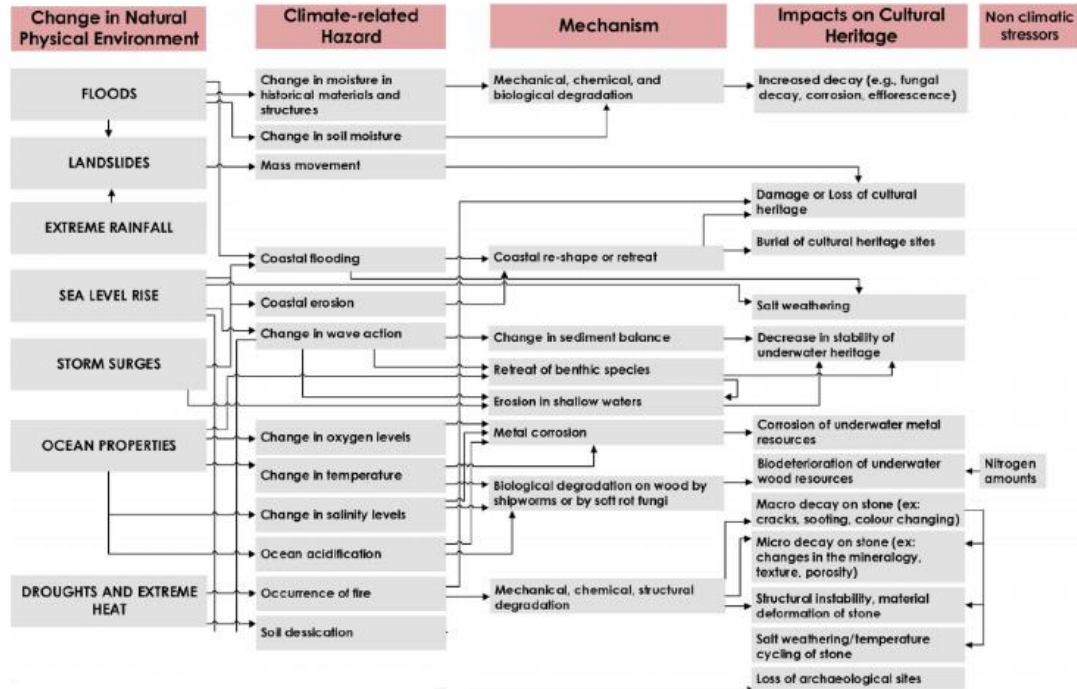 Change in Natural
Physical Environment
Climate-related
Hazard
Mechanism
Impacts on Cultural
Heritage
Non climatic
stressors
FLOODS
Change in moisture in
historical materials and
structures
Mechanical, chemical, and
biological degradation
Increased decay (e.g., fungal
decay, corrosion, efflorescence)
Change in soil moisture
LANDSLIDES
Mass movement
Damage or Loss of cultural
heritage
EXTREME RAINFALL
Coastal flooding
Coastal re-shape or retreat
Burial of cultural heritage sites
SEA LEVEL RISE
Coastal erosion
Salt weathering
Change in wave action
Change in sediment balance
Decrease in stability of
underwater heritage
STORM SURGES
Retreat of benthic species
Erosion in shallow waters
OCEAN PROPERTIES
Change in oxygen levels
Metal corrosion
Corrosion of underwater metal
resources
Change in temperature
Biological degradation on wood by
shipworms or by soft rot fungi
Biodeterioration of underwater
wood resources
Nitrogen
amounts
Change in salinity levels
Macro decay on stone (ex:
cracks, sooting, colour changing)
Ocean acidification
Micro decay on stone (ex:
changes in the mineralogy,
texture, porosity)
DROUGHTS AND EXTREME
HEAT
Occurrence of fire
Mechanical, chemical, structural
degradation
Structural instability, material
deformation of stone
Soil dessication
Salt weathering/temperature
cycling of stone
Loss of archaeological sites